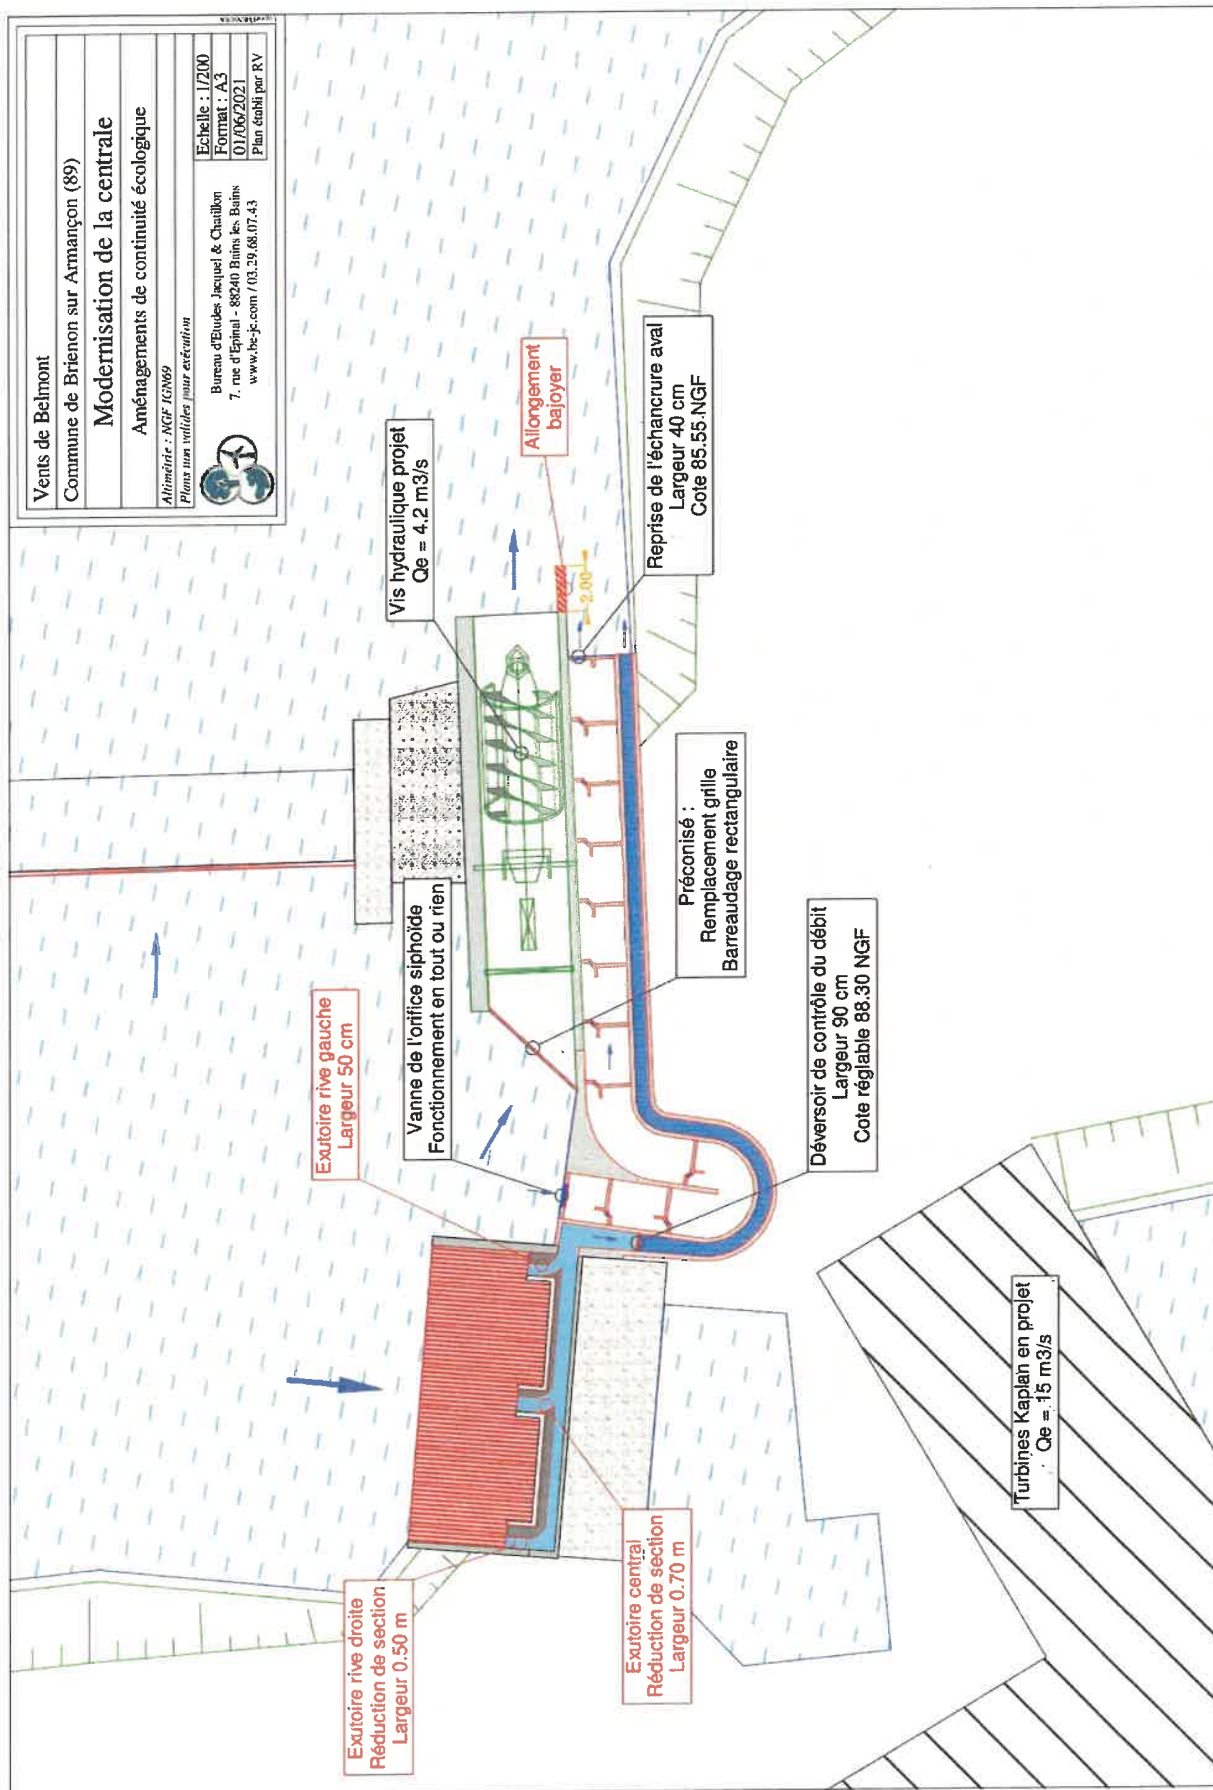 Vents de Belmont
Commune de Brienon sur Armançon (89)
Modernisation de la centrale
Aménagements de continuité écologique
Altimétrie : NGF IGN69
Plans non valides pour exécution
Bureau d'Etudes Jacquel & Chatillon
7, rue d'Epinal - 88240 Bains les Bains
www.be-jc.com / 03.29.68.07.43
Echelle : 1/200
Format : A3
01/06/2021
Plan établi par RV
Vis hydraulique projet
Qe = 4.2 m3/s
Allongement
bajoyer
2.00
Reprise de l'échancrure aval
Largeur 40 cm
Cote 85.55 NGF
Exutoire rive gauche
Largeur 50 cm
Vanne de l'orifice siphoïde
Fonctionnement en tout ou rien
Préconisé :
Remplacement grille
Barreaudage rectangulaire
Déversoir de contrôle du débit
Largeur 90 cm
Cote réglable 88.30 NGF
Exutoire rive droite
Réduction de section
Largeur 0.50 m
Exutoire central
Réduction de section
Largeur 0.70 m
Turbines Kaplan en projet
Qe = 15 m3/s